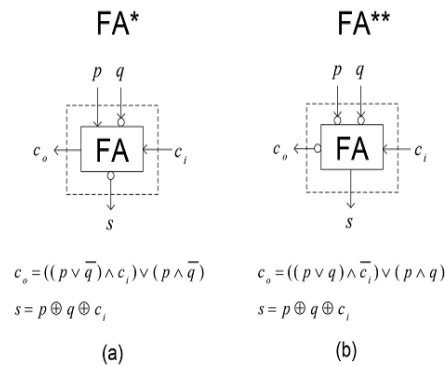 FA* FA**
p q p q
FA FA
c_o c_i c_o c_i
s s
c_o = ((p ∨ q̅) ∧ c_i) ∨ (p ∧ q̅) c_o = ((p ∨ q) ∧ c̅_i) ∨ (p ∧ q)
s = p ⊕ q ⊕ c_i s = p ⊕ q ⊕ c_i
(a) (b)